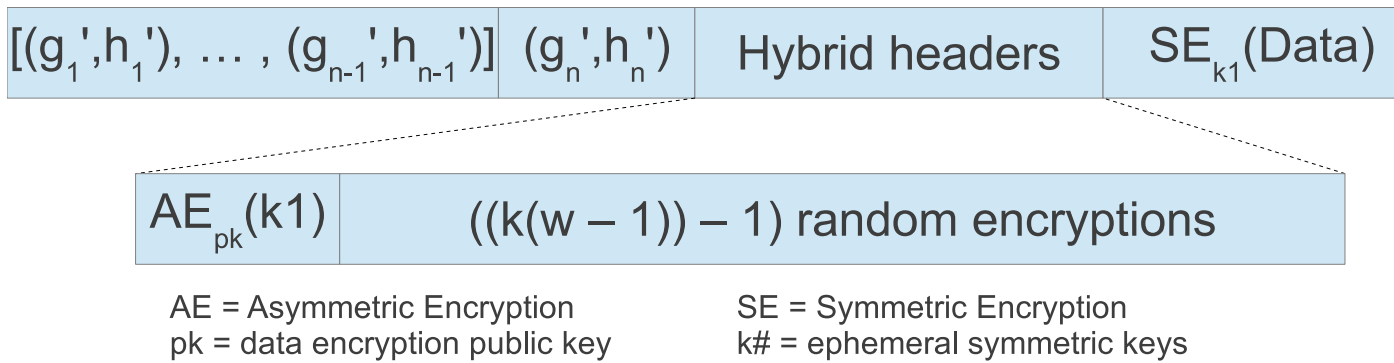 [(g1',h1'), … , (gn-1',hn-1')] (gn',hn') Hybrid headers SEk1(Data)
AEpk(k1) ((k(w – 1)) – 1) random encryptions
AE = Asymmetric Encryption SE = Symmetric Encryption
pk = data encryption public key k# = ephemeral symmetric keys